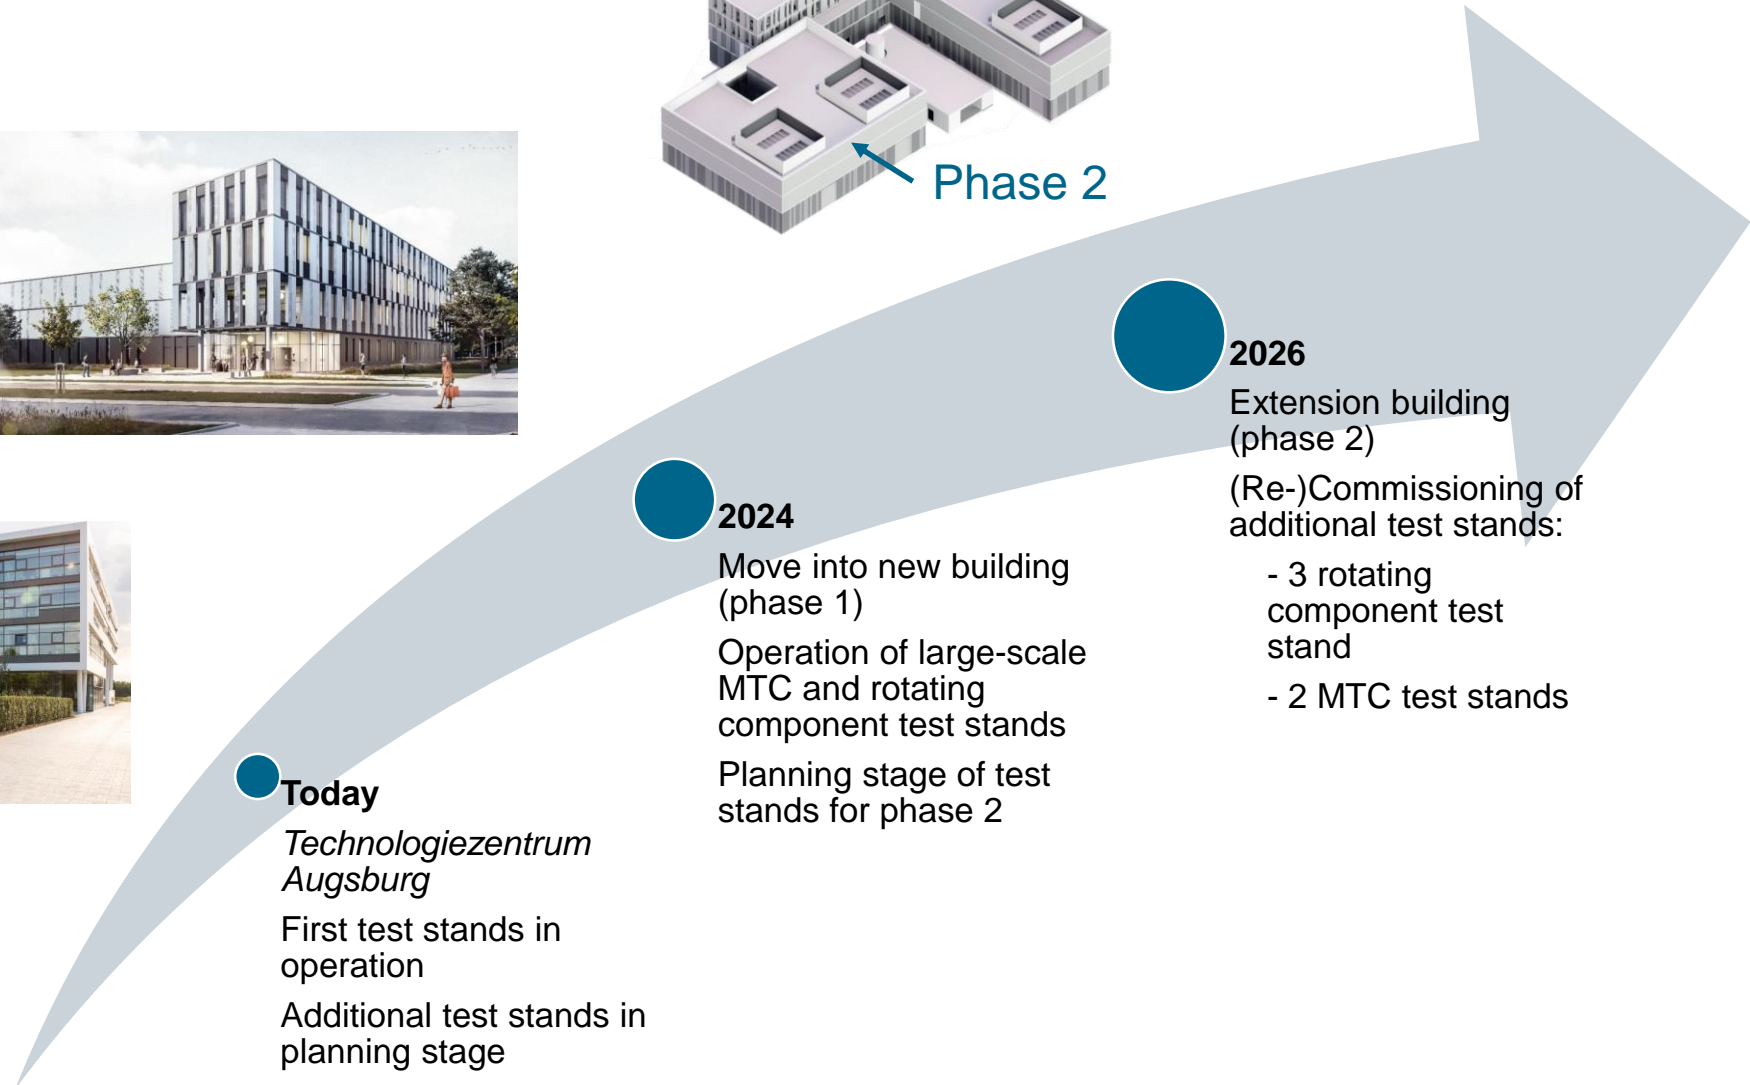 Phase 2
2026
Extension building
(phase 2)
(Re-)Commissioning of
additional test stands:
- 3 rotating
component test
stand
- 2 MTC test stands
2024
Move into new building
(phase 1)
Operation of large-scale
MTC and rotating
component test stands
Planning stage of test
stands for phase 2
Today
Technologiezentrum
Augsburg
First test stands in
operation
Additional test stands in
planning stage